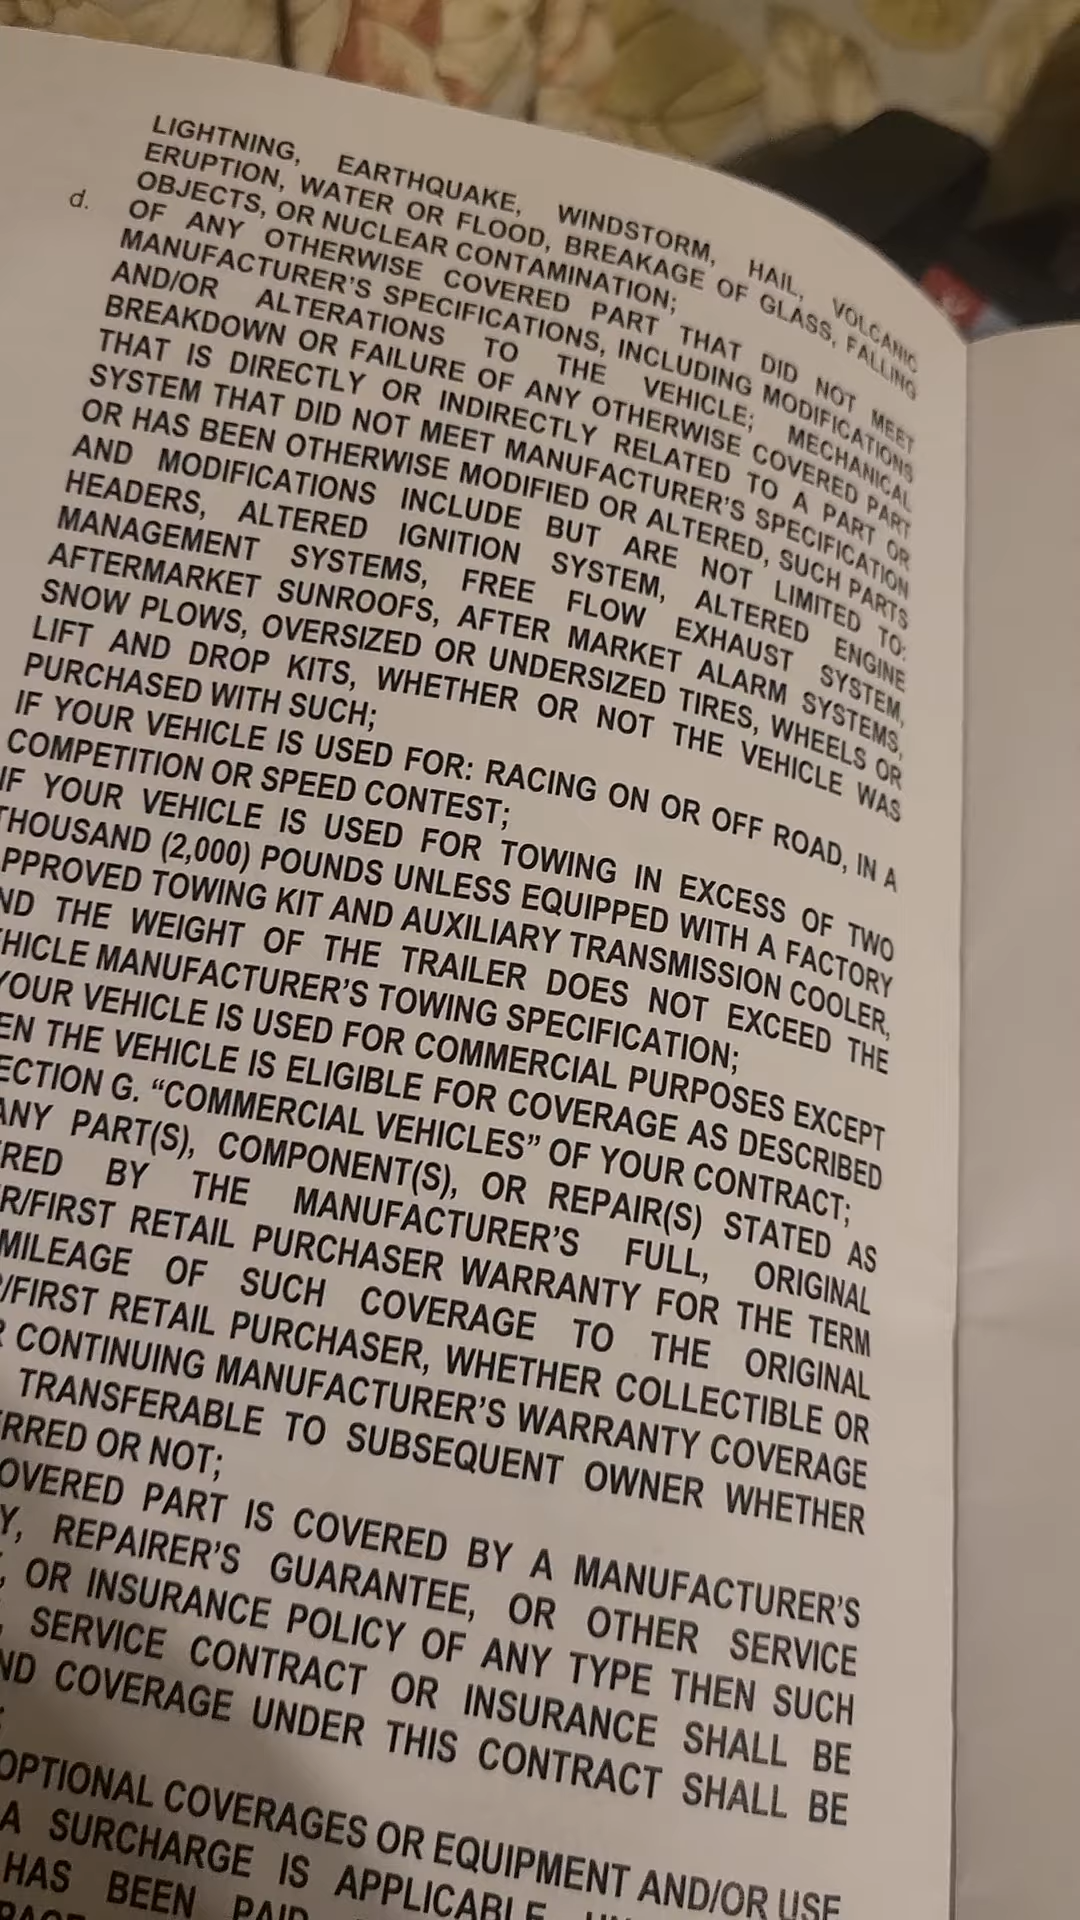 LIGHTNING, EARTHQUAKE, WINDSTORM, HAIL, VOLCANIC
ERUPTION, WATER OR FLOOD, BREAKAGE OF GLASS, FALLING
OBJECTS, OR NUCLEAR CONTAMINATION;
d. OF ANY OTHERWISE COVERED PART THAT DID NOT MEET
MANUFACTURER'S SPECIFICATIONS, INCLUDING MODIFICATIONS
AND/OR ALTERATIONS TO THE VEHICLE; MECHANICAL
BREAKDOWN OR FAILURE OF ANY OTHERWISE COVERED PART
THAT IS DIRECTLY OR INDIRECTLY RELATED TO A PART OR
SYSTEM THAT DID NOT MEET MANUFACTURER'S SPECIFICATION
OR HAS BEEN OTHERWISE MODIFIED OR ALTERED, SUCH PARTS
AND MODIFICATIONS INCLUDE BUT ARE NOT LIMITED TO:
HEADERS, ALTERED IGNITION SYSTEM, ALTERED ENGINE
MANAGEMENT SYSTEMS, FREE FLOW EXHAUST SYSTEM,
AFTERMARKET SUNROOFS, AFTER MARKET ALARM SYSTEMS,
SNOW PLOWS, OVERSIZED OR UNDERSIZED TIRES, WHEELS OR
LIFT AND DROP KITS, WHETHER OR NOT THE VEHICLE WAS
PURCHASED WITH SUCH;
IF YOUR VEHICLE IS USED FOR: RACING ON OR OFF ROAD, IN A
COMPETITION OR SPEED CONTEST;
IF YOUR VEHICLE IS USED FOR TOWING IN EXCESS OF TWO
THOUSAND (2,000) POUNDS UNLESS EQUIPPED WITH A FACTORY
PPROVED TOWING KIT AND AUXILIARY TRANSMISSION COOLER,
ND THE WEIGHT OF THE TRAILER DOES NOT EXCEED THE
HICLE MANUFACTURER'S TOWING SPECIFICATION;
YOUR VEHICLE IS USED FOR COMMERCIAL PURPOSES EXCEPT
EN THE VEHICLE IS ELIGIBLE FOR COVERAGE AS DESCRIBED
ECTION G. "COMMERCIAL VEHICLES" OF YOUR CONTRACT;
ANY PART(S), COMPONENT(S), OR REPAIR(S) STATED AS
RED BY THE MANUFACTURER'S FULL, ORIGINAL
R/FIRST RETAIL PURCHASER WARRANTY FOR THE TERM
MILEAGE OF SUCH COVERAGE TO THE ORIGINAL
/FIRST RETAIL PURCHASER, WHETHER COLLECTIBLE OR
CONTINUING MANUFACTURER'S WARRANTY COVERAGE
TRANSFERABLE TO SUBSEQUENT OWNER WHETHER
RRED OR NOT;
OVERED PART IS COVERED BY A MANUFACTURER'S
Y, REPAIRER'S GUARANTEE, OR OTHER SERVICE
, OR INSURANCE POLICY OF ANY TYPE THEN SUCH
, SERVICE CONTRACT OR INSURANCE SHALL BE
ND COVERAGE UNDER THIS CONTRACT SHALL BE
OPTIONAL COVERAGES OR EQUIPMENT AND/OR USE
A SURCHARGE IS APPLICABLE
HAS BEEN PAID